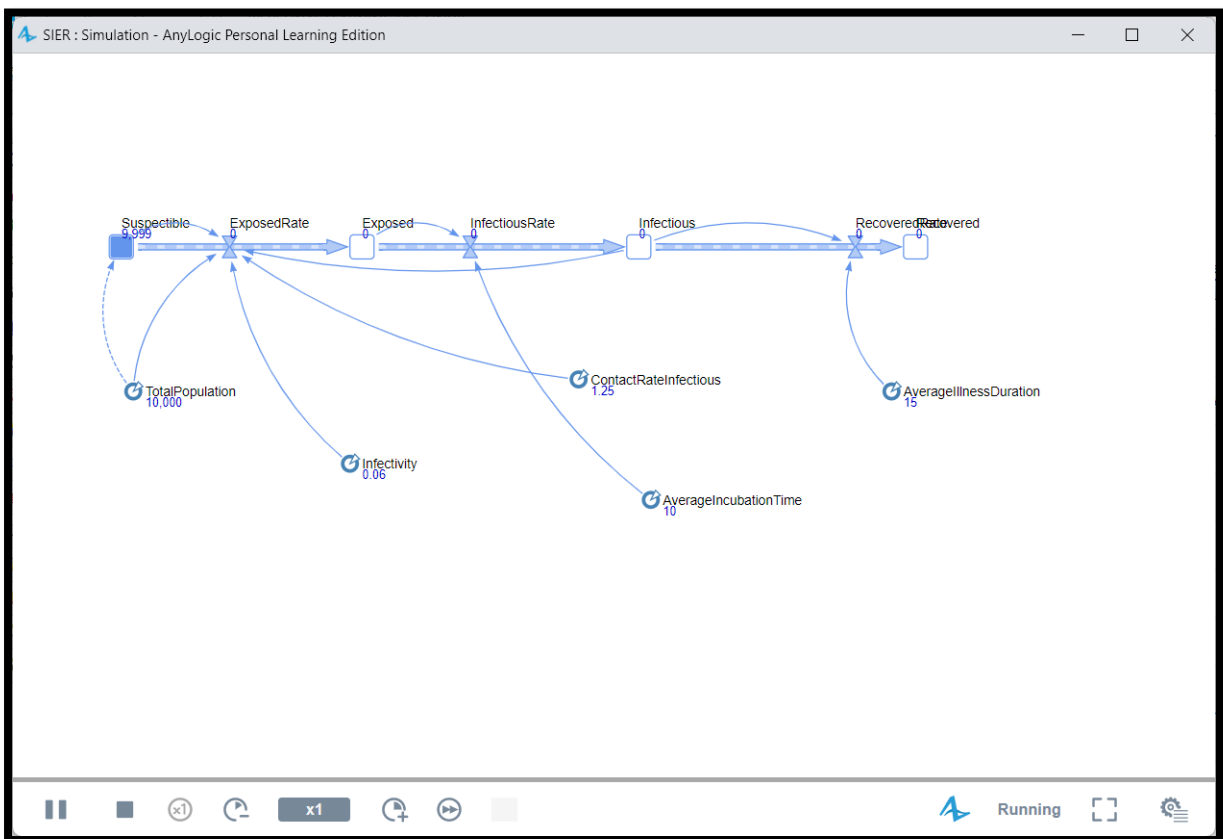 SIER : Simulation - AnyLogic Personal Learning Edition
Suspectible
9,999
ExposedRate
0
Exposed
0
InfectiousRate
0
Infectious
0
RecoveredRate
0
Recovered
0
TotalPopulation
10,000
ContactRateInfectious
1.25
AverageIllnessDuration
15
Infectivity
0.06
AverageIncubationTime
10
x1
x1
Running